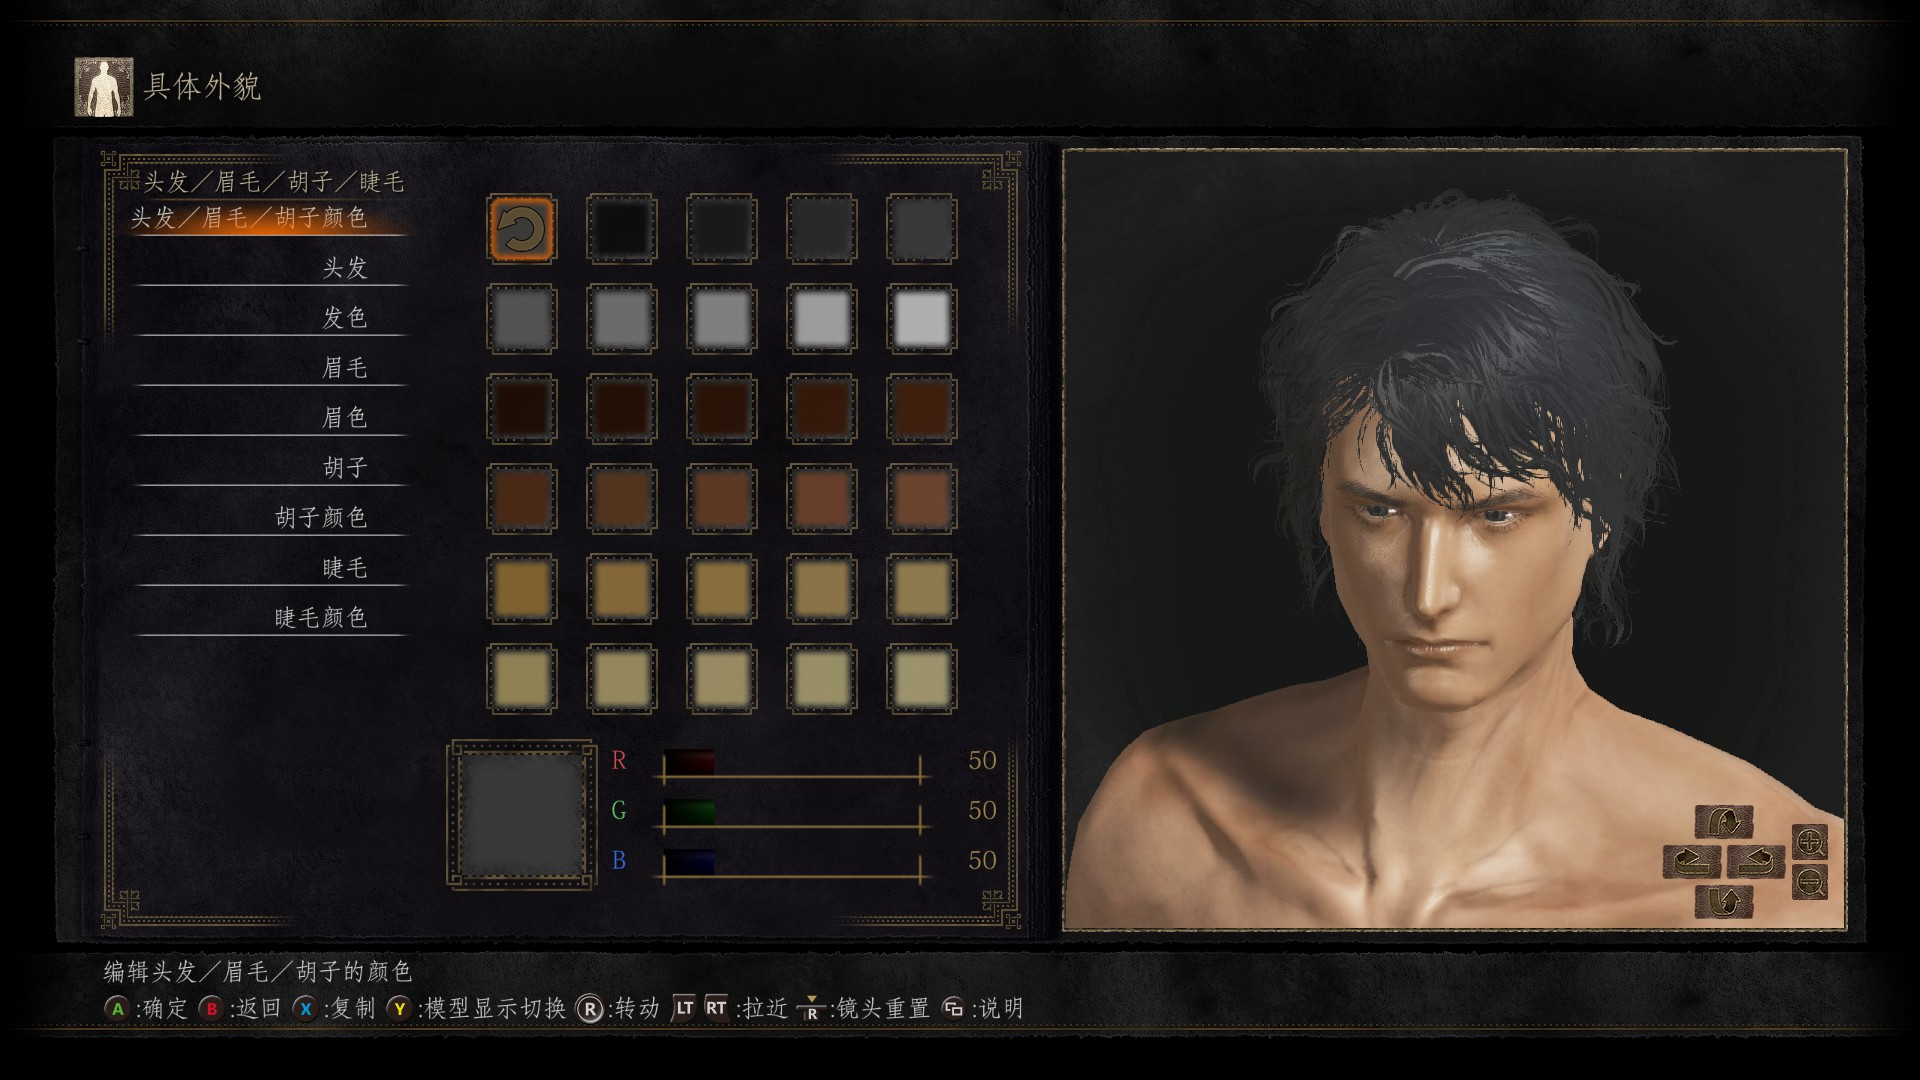 具体外貌
头发／眉毛／胡子／睫毛
头发／眉毛／胡子颜色
头发
发色
眉毛
眉色
胡子
胡子颜色
睫毛
睫毛颜色
R 50
G 50
B 50
编辑头发／眉毛／胡子的颜色
A:确定 B:返回 X:复制 Y:模型显示切换 R:转动 LT RT:拉近 R:镜头重置 :说明